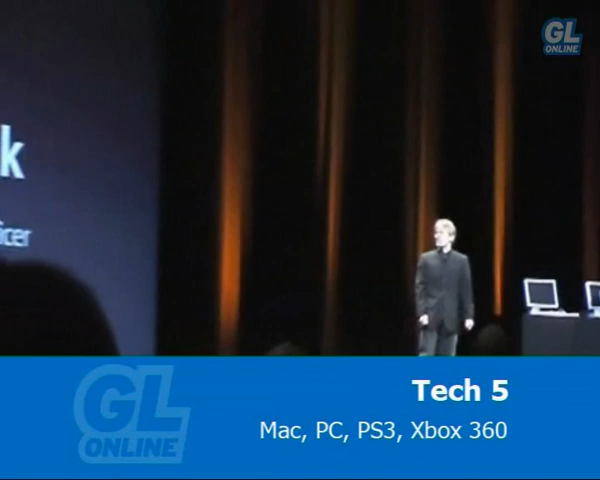 GL
ONLINE
k
icer
GL
ONLINE
Tech 5
Mac, PC, PS3, Xbox 360